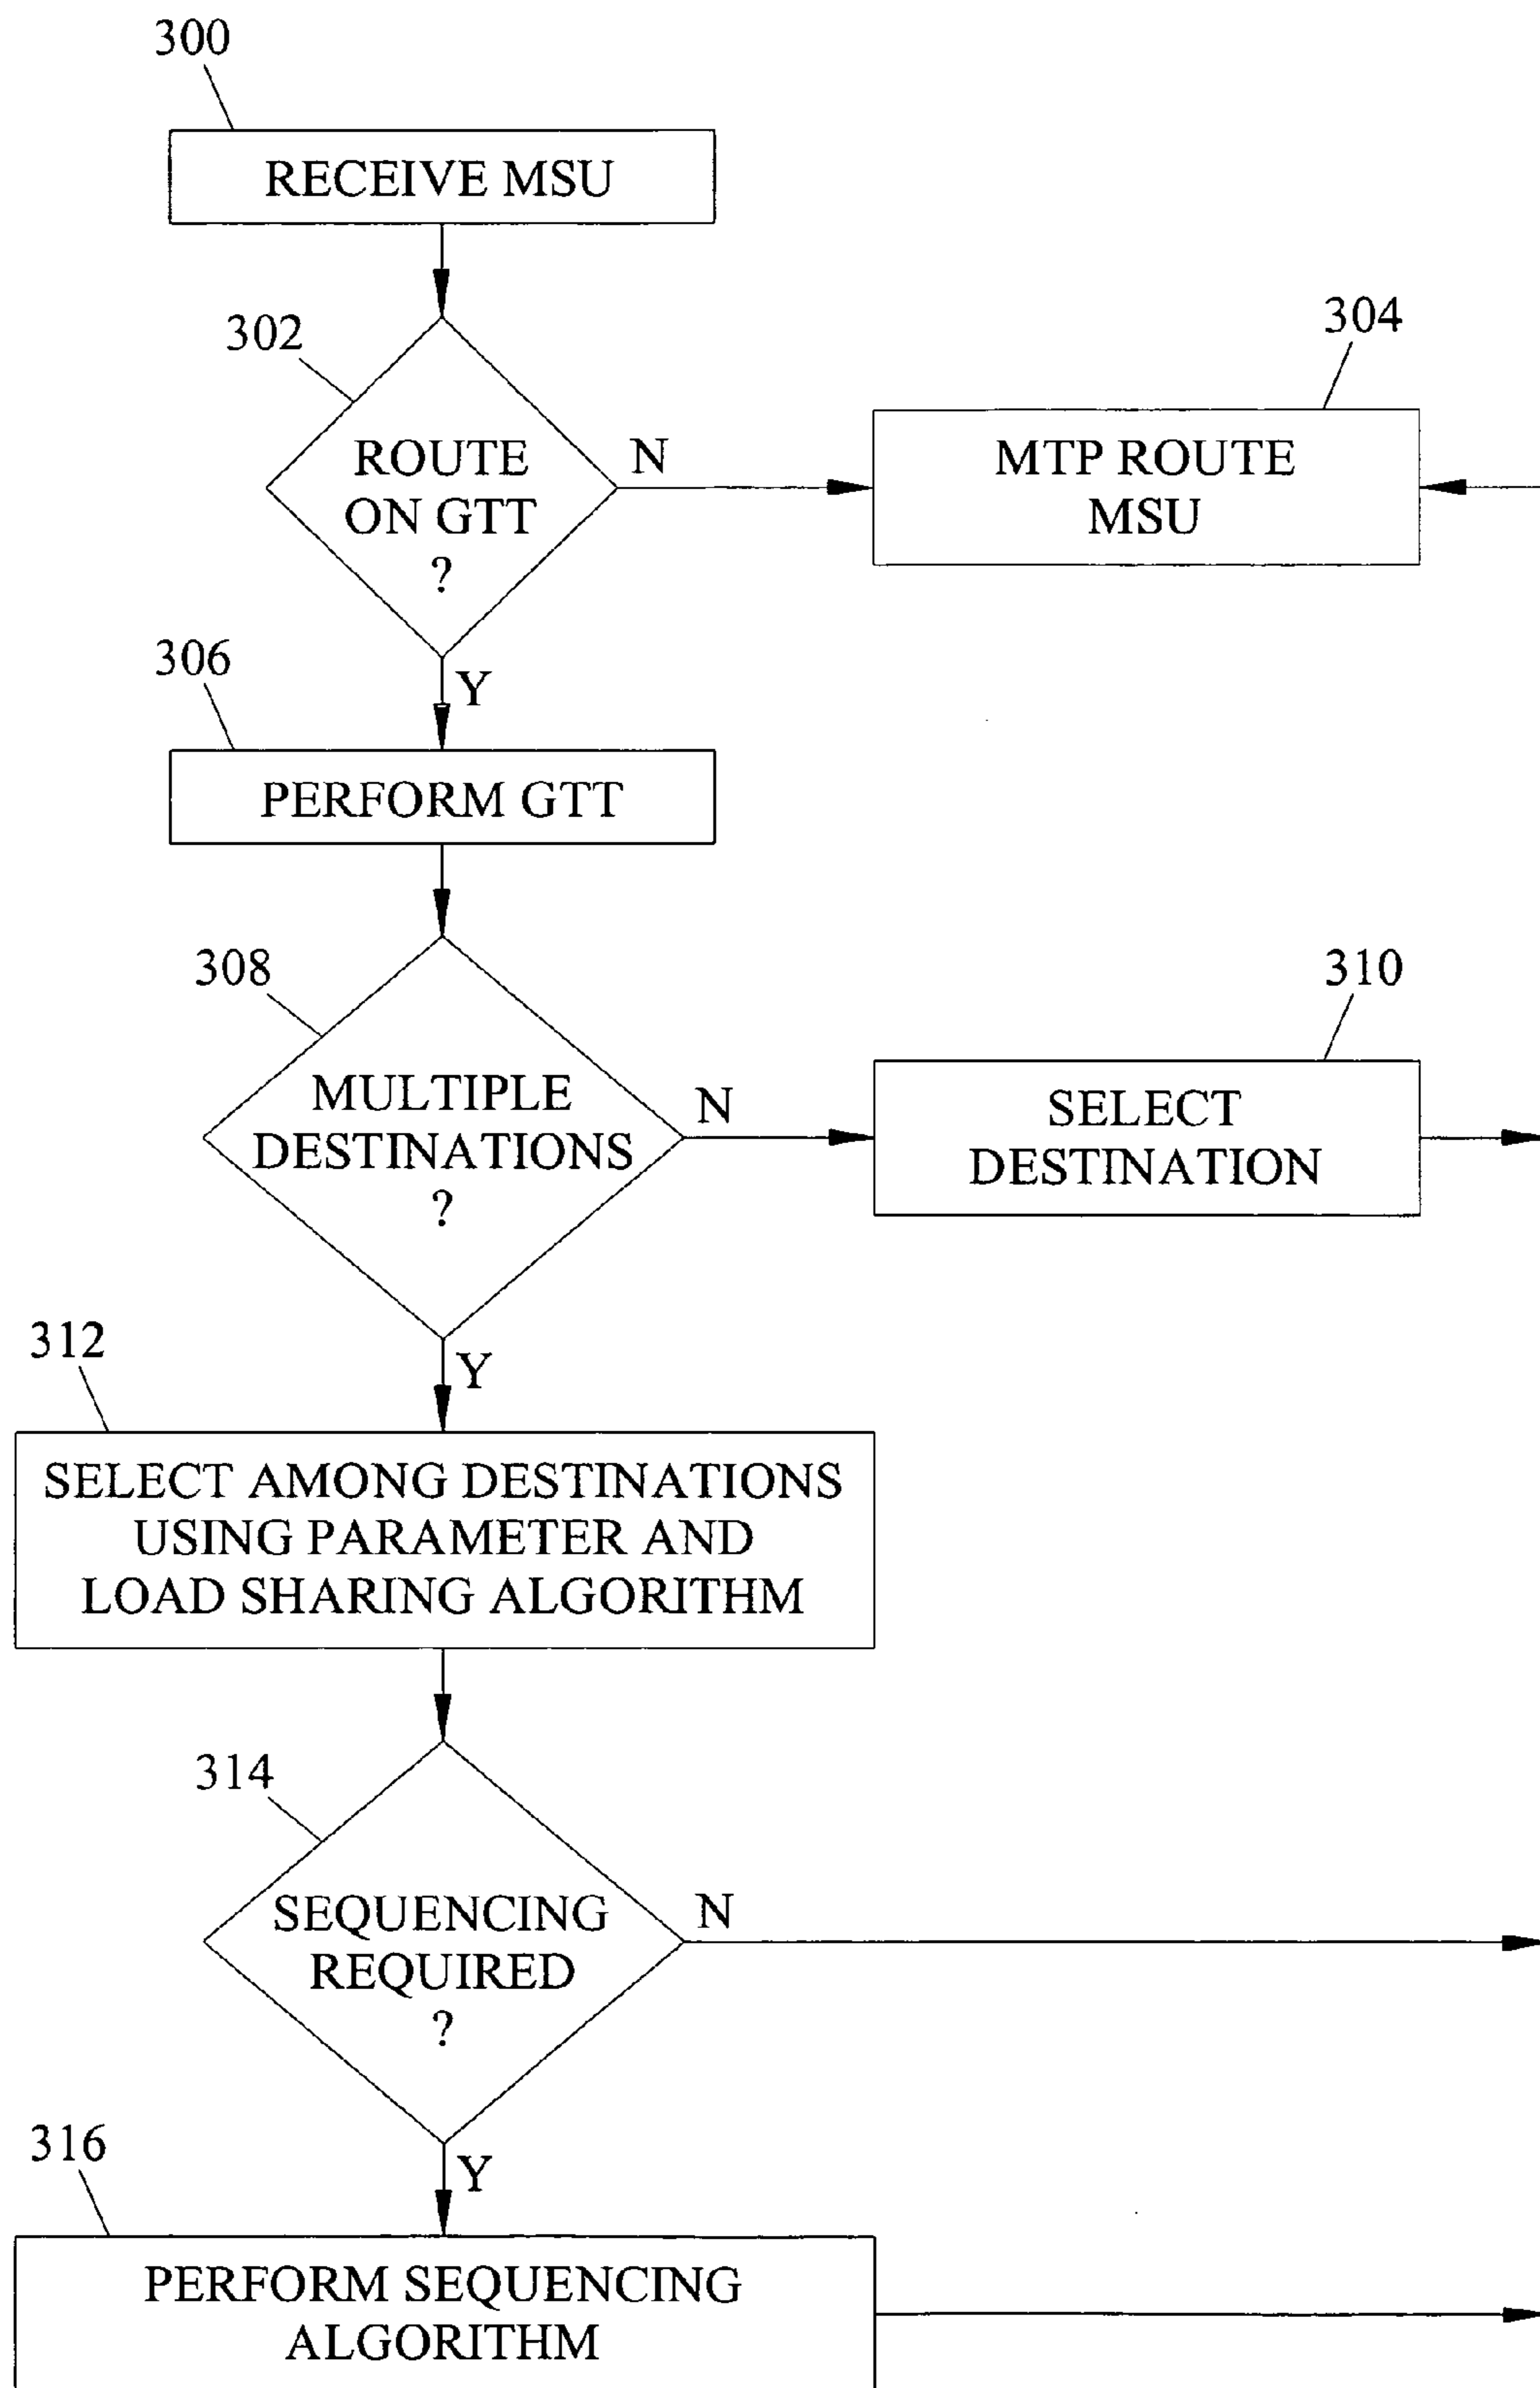 300
RECEIVE MSU
302
ROUTE
ON GTT
?
N
304
MTP ROUTE
MSU
Y
306
PERFORM GTT
308
MULTIPLE
DESTINATIONS
?
N
310
SELECT
DESTINATION
Y
312
SELECT AMONG DESTINATIONS
USING PARAMETER AND
LOAD SHARING ALGORITHM
314
SEQUENCING
REQUIRED
?
N
Y
316
PERFORM SEQUENCING
ALGORITHM